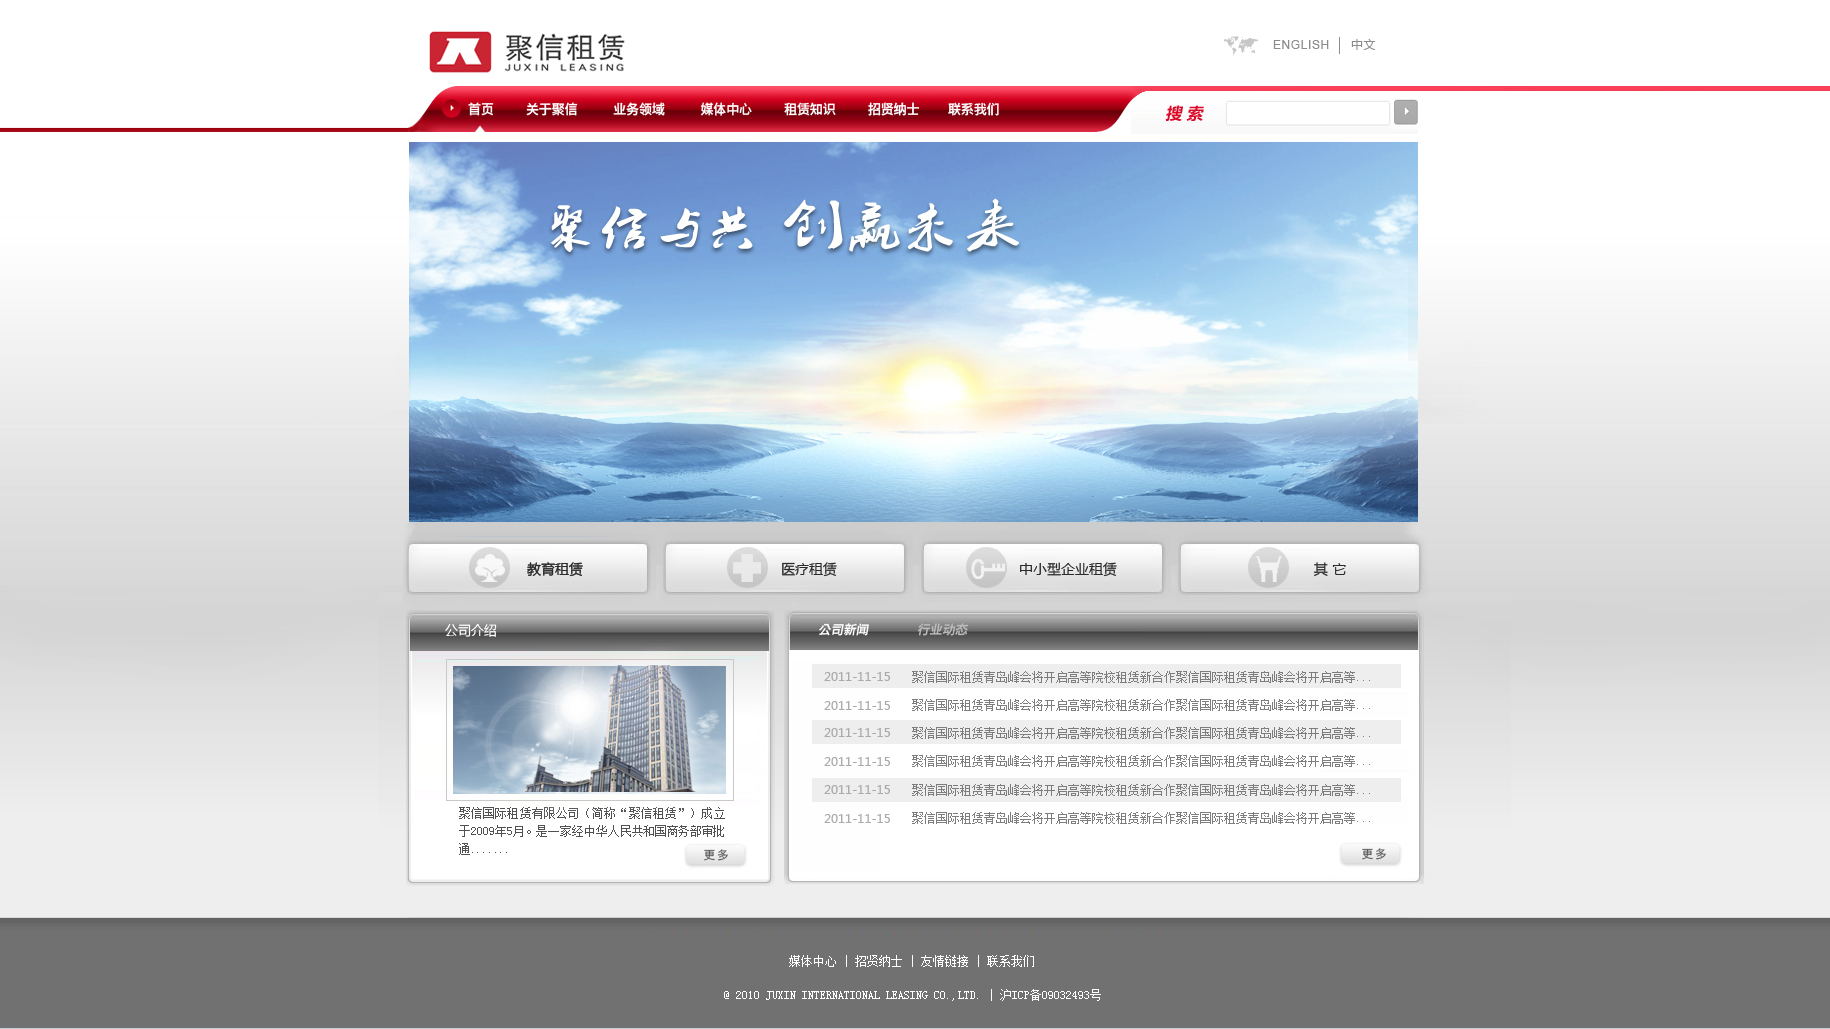 聚信租赁
JUXIN LEASING
ENGLISH | 中文
首页 关于聚信 业务领域 媒体中心 租赁知识 招贤纳士 联系我们
搜索
聚信与共 创赢未来
教育租赁 医疗租赁 中小型企业租赁 其它
公司介绍
聚信国际租赁有限公司（简称“聚信租赁”）成立
于2009年5月。是一家经中华人民共和国商务部审批
通.......
更多
公司新闻 行业动态
2011-11-15 聚信国际租赁青岛峰会将开启高等院校租赁新合作聚信国际租赁青岛峰会将开启高等...
2011-11-15 聚信国际租赁青岛峰会将开启高等院校租赁新合作聚信国际租赁青岛峰会将开启高等...
2011-11-15 聚信国际租赁青岛峰会将开启高等院校租赁新合作聚信国际租赁青岛峰会将开启高等...
2011-11-15 聚信国际租赁青岛峰会将开启高等院校租赁新合作聚信国际租赁青岛峰会将开启高等...
2011-11-15 聚信国际租赁青岛峰会将开启高等院校租赁新合作聚信国际租赁青岛峰会将开启高等...
2011-11-15 聚信国际租赁青岛峰会将开启高等院校租赁新合作聚信国际租赁青岛峰会将开启高等...
更多
媒体中心 | 招贤纳士 | 友情链接 | 联系我们
@ 2010 JUXIN INTERNATIONAL LEASING CO.,LTD. | 沪ICP备09032493号